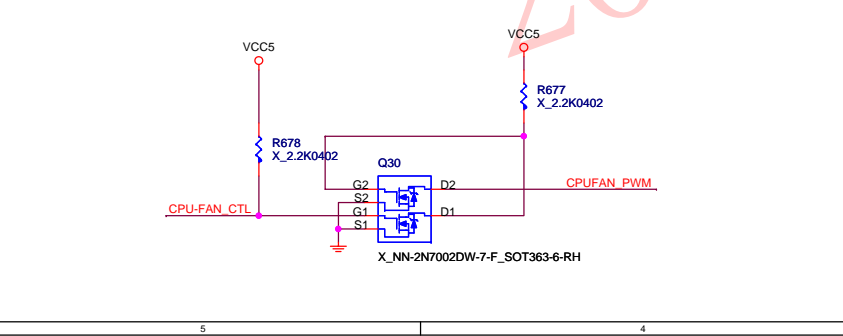 VCC5
VCC5
R677
X_2.2K0402
R678
X_2.2K0402
Q30
G2
D2
CPUFAN_PWM
S2
CPU-FAN_CTL
G1
D1
S1
X_NN-2N7002DW-7-F_SOT363-6-RH
5
4